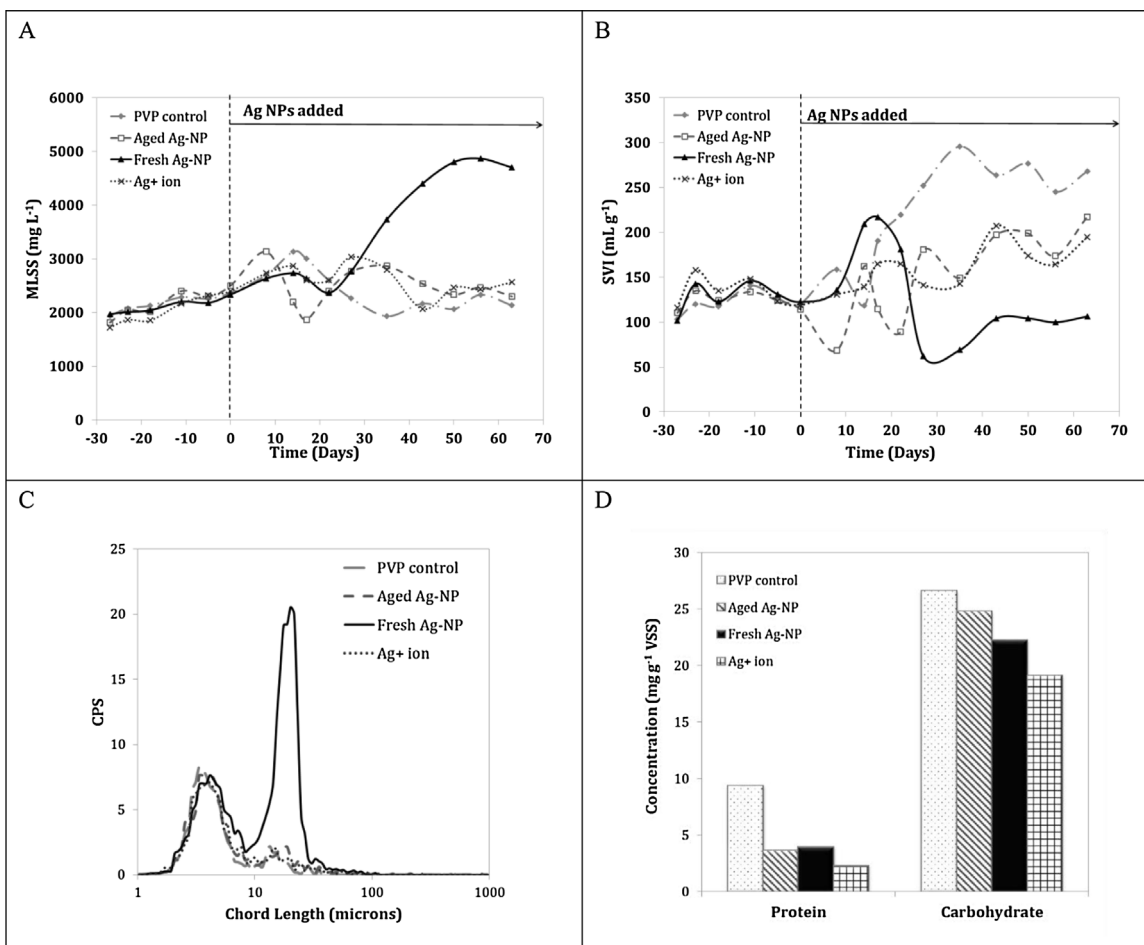 A
Ag NPs added
PVP control
Aged Ag-NP
Fresh Ag-NP
Ag+ ion
MLSS (mg L-1)
6000
5000
4000
3000
2000
1000
0
-30 -20 -10 0 10 20 30 40 50 60 70
Time (Days)
B
Ag NPs added
PVP control
Aged Ag-NP
Fresh Ag-NP
Ag+ ion
SVI (mL g-1)
350
300
250
200
150
100
50
0
-30 -20 -10 0 10 20 30 40 50 60 70
Time (Days)
C
PVP control
Aged Ag-NP
Fresh Ag-NP
Ag+ ion
CPS
25
20
15
10
5
0
1 10 100 1000
Chord Length (microns)
D
PVP control
Aged Ag-NP
Fresh Ag-NP
Ag+ ion
Concentration (mg g-1 VSS)
30
25
20
15
10
5
0
Protein Carbohydrate